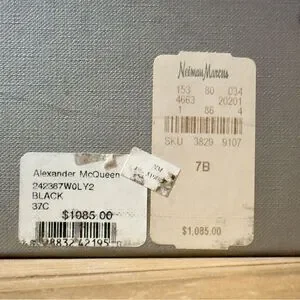 Neiman Marcus
153 80 034
4663 20201
1 86 4
SKU 3829 9107
7B
$1,085.00
Alexander McQueen
242387W0LY2
BLACK
37C
$1085.00